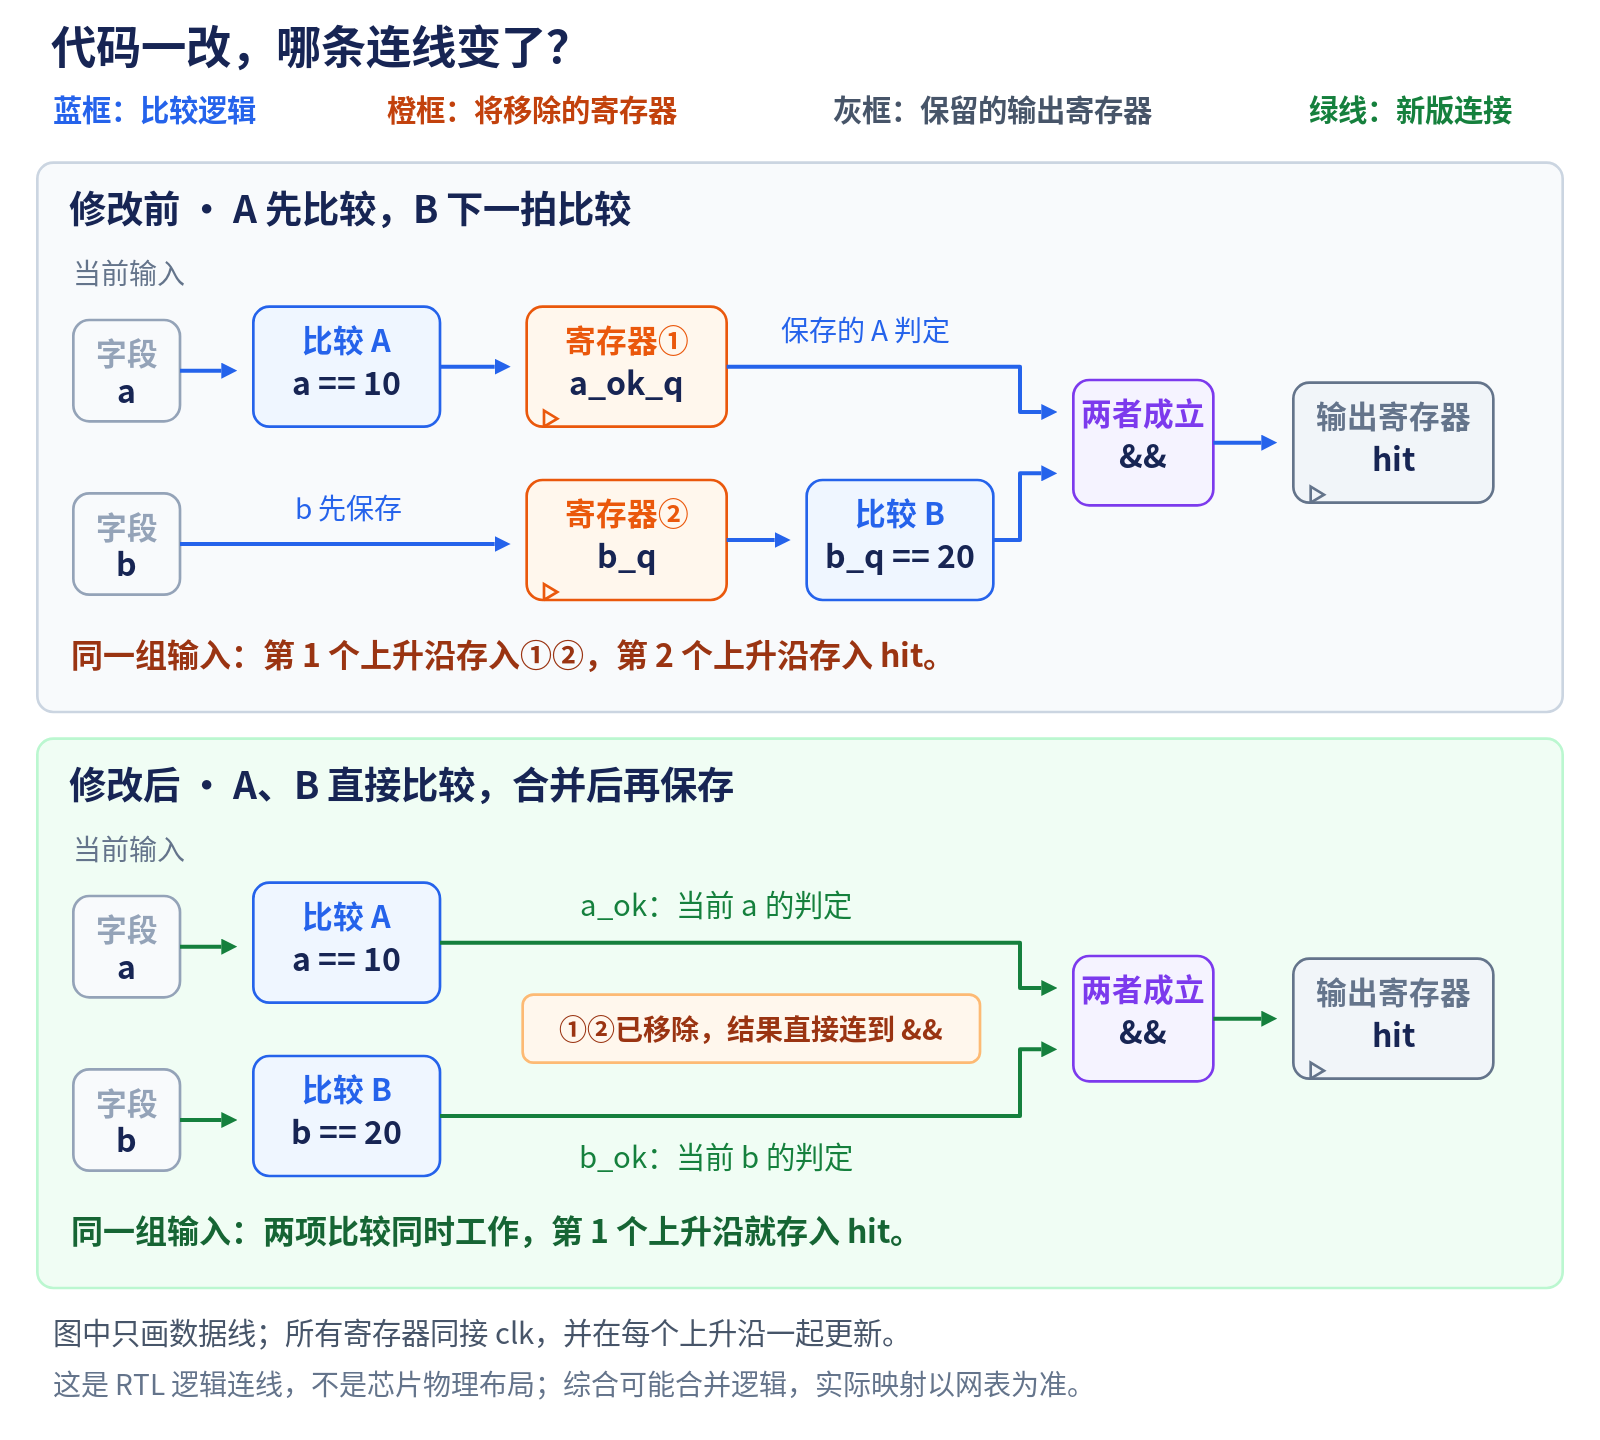 代码一改，哪条连线变了？
蓝框：比较逻辑 橙框：将移除的寄存器 灰框：保留的输出寄存器 绿线：新版连接
修改前 · A 先比较，B 下一拍比较
当前输入
字段
a
比较 A
a == 10
寄存器①
a_ok_q
保存的 A 判定
两者成立
&&
输出寄存器
hit
字段
b
b 先保存
寄存器②
b_q
比较 B
b_q == 20
同一组输入：第 1 个上升沿存入①②，第 2 个上升沿存入 hit。
修改后 · A、B 直接比较，合并后再保存
当前输入
字段
a
比较 A
a == 10
a_ok：当前 a 的判定
①②已移除，结果直接连到 &&
两者成立
&&
输出寄存器
hit
字段
b
比较 B
b == 20
b_ok：当前 b 的判定
同一组输入：两项比较同时工作，第 1 个上升沿就存入 hit。
图中只画数据线；所有寄存器同接 clk，并在每个上升沿一起更新。
这是 RTL 逻辑连线，不是芯片物理布局；综合可能合并逻辑，实际映射以网表为准。